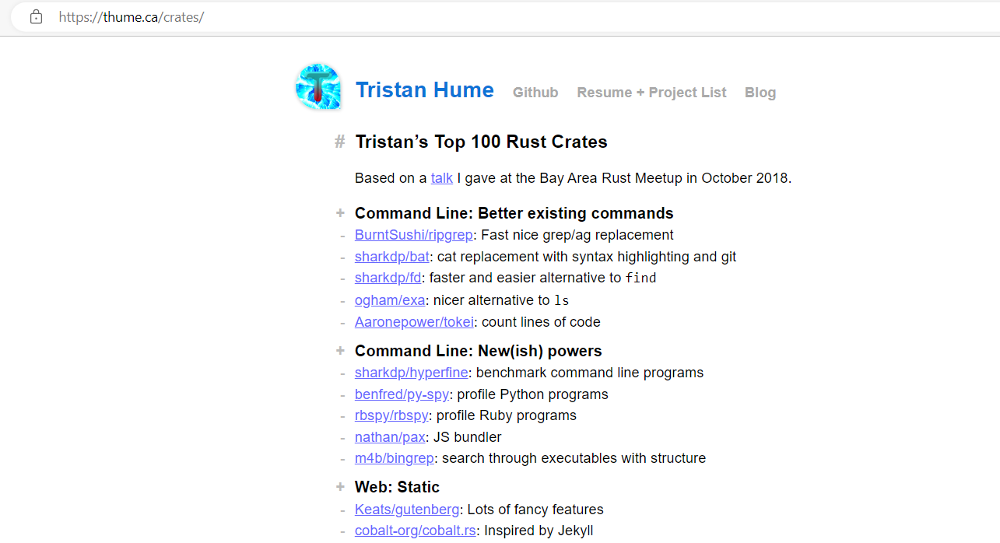 https://thume.ca/crates/
Tristan Hume Github Resume + Project List Blog
# Tristan’s Top 100 Rust Crates
Based on a talk I gave at the Bay Area Rust Meetup in October 2018.
+ Command Line: Better existing commands
- BurntSushi/ripgrep: Fast nice grep/ag replacement
- sharkdp/bat: cat replacement with syntax highlighting and git
- sharkdp/fd: faster and easier alternative to find
- ogham/exa: nicer alternative to ls
- Aaronepower/tokei: count lines of code
+ Command Line: New(ish) powers
- sharkdp/hyperfine: benchmark command line programs
- benfred/py-spy: profile Python programs
- rbspy/rbspy: profile Ruby programs
- nathan/pax: JS bundler
- m4b/bingrep: search through executables with structure
+ Web: Static
- Keats/gutenberg: Lots of fancy features
- cobalt-org/cobalt.rs: Inspired by Jekyll